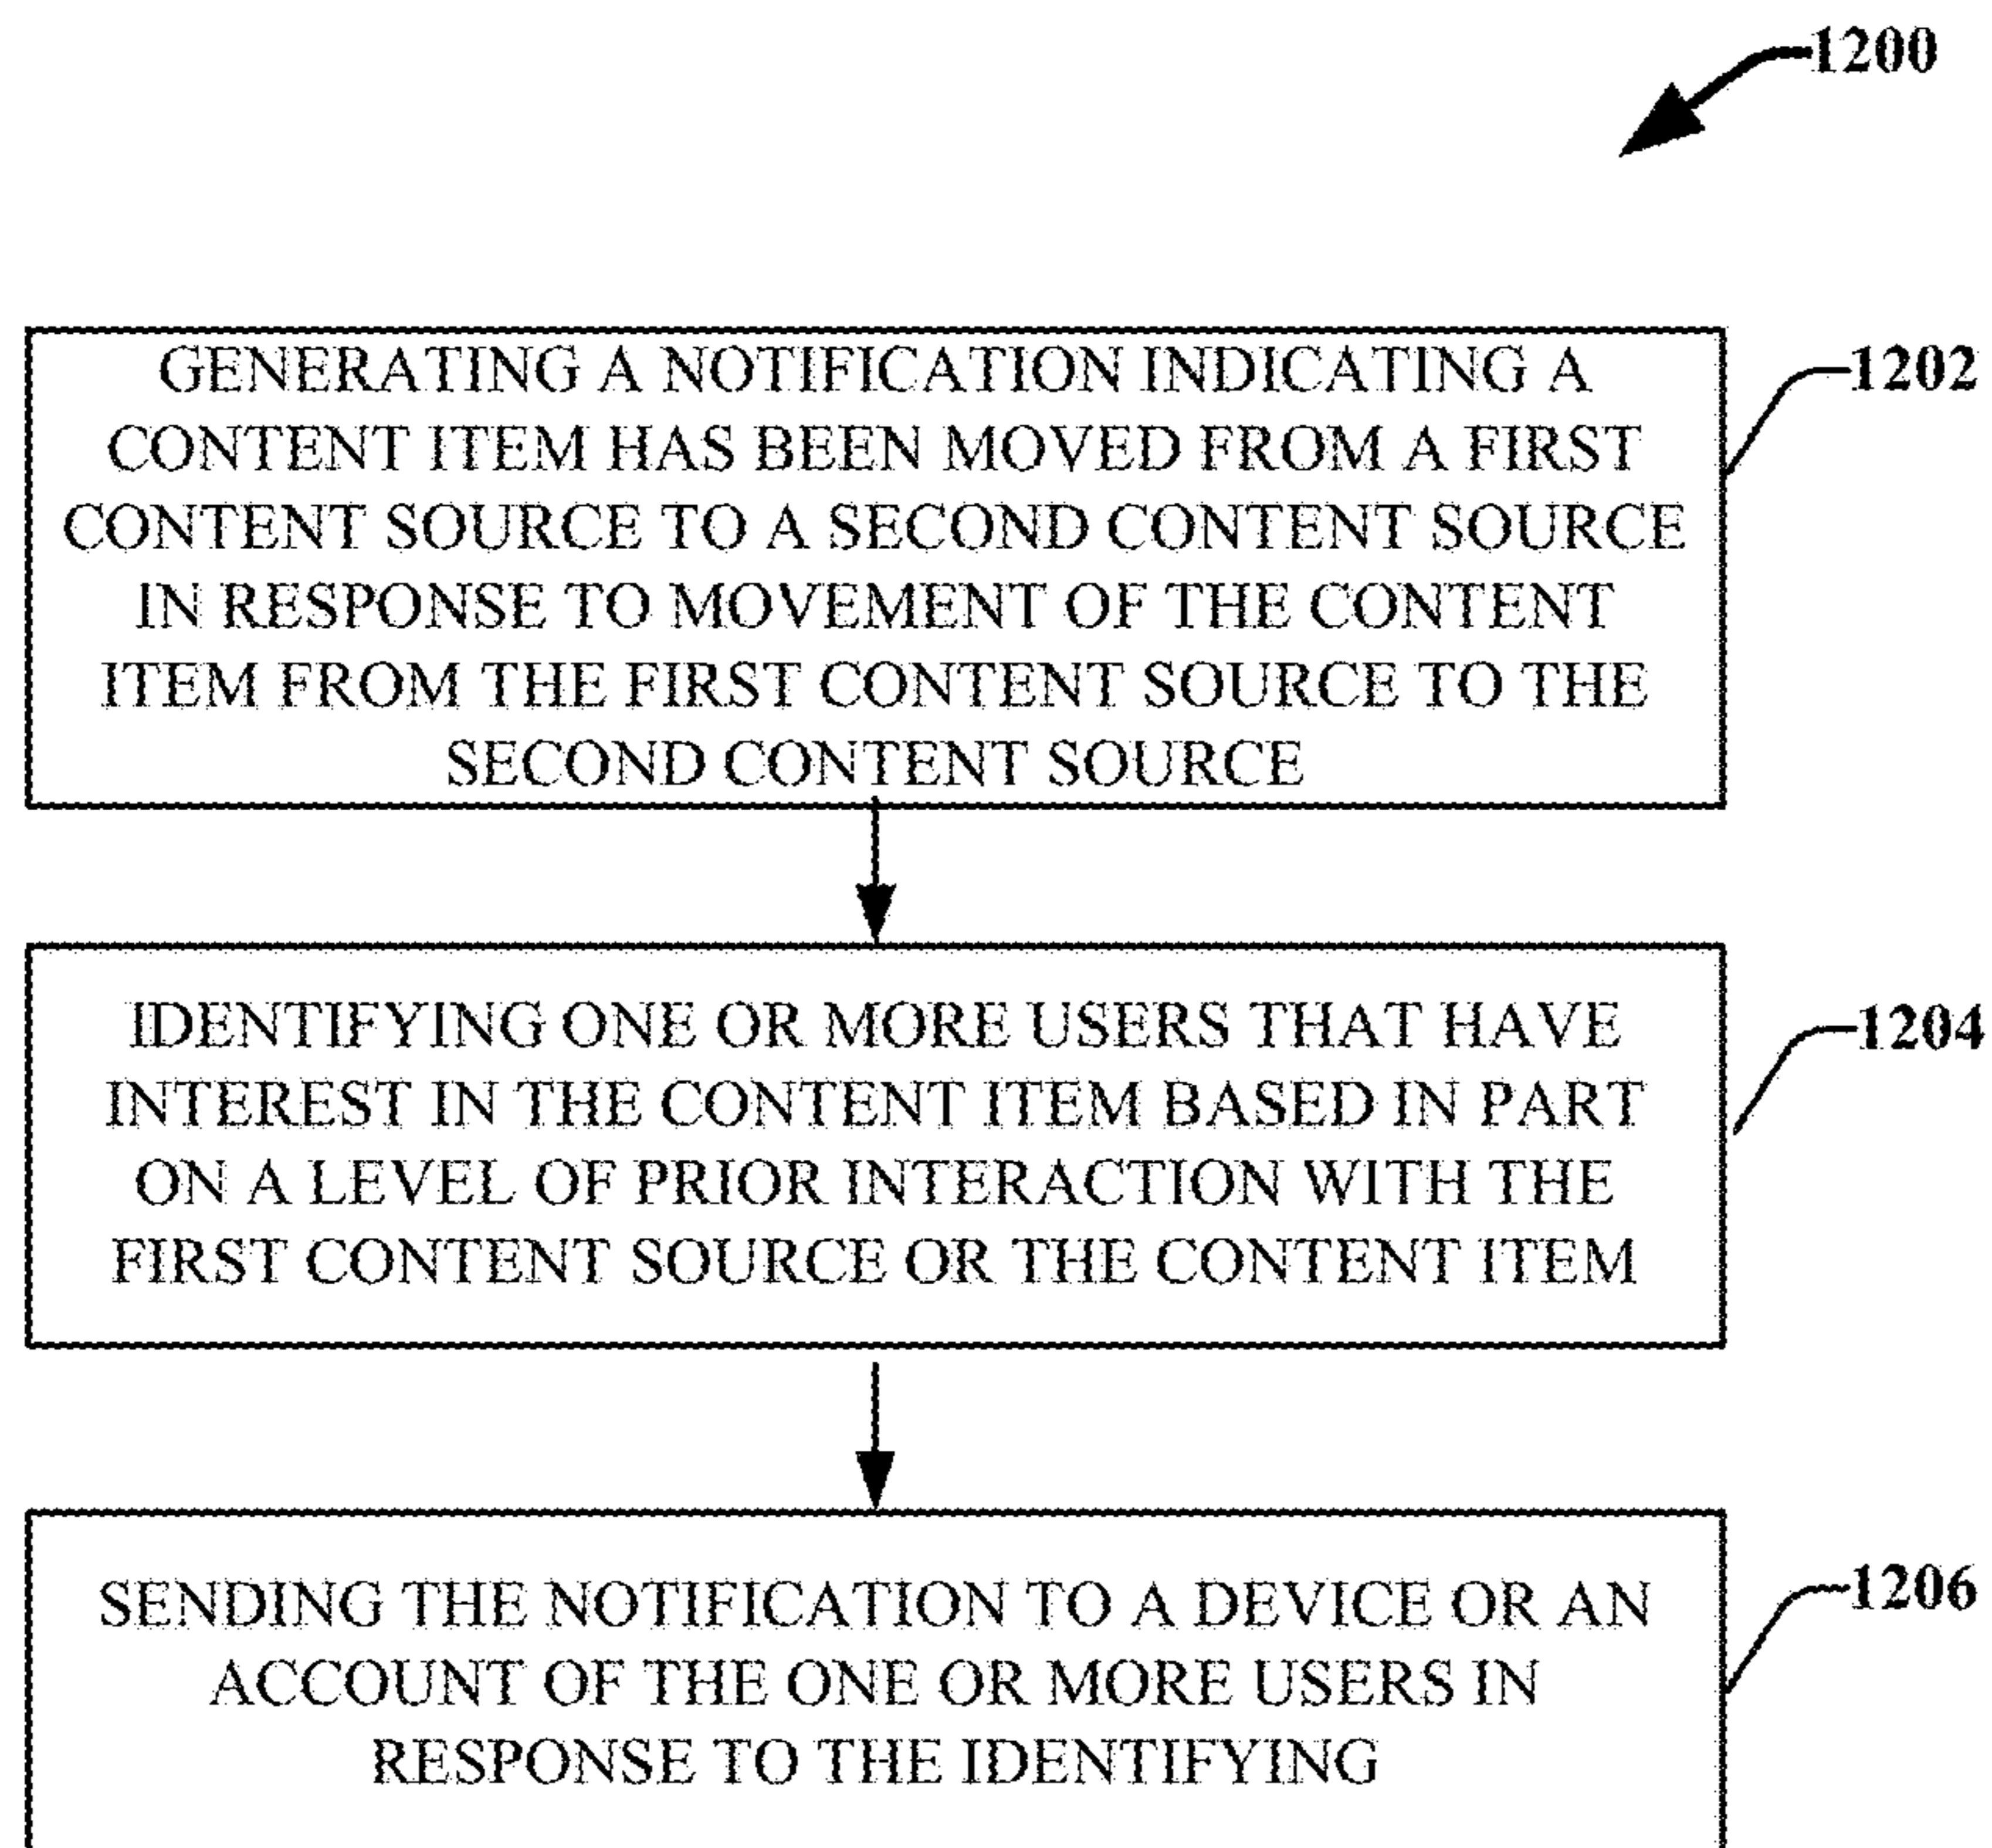 1200
GENERATING A NOTIFICATION INDICATING A
CONTENT ITEM HAS BEEN MOVED FROM A FIRST
CONTENT SOURCE TO A SECOND CONTENT SOURCE
IN RESPONSE TO MOVEMENT OF THE CONTENT
ITEM FROM THE FIRST CONTENT SOURCE TO THE
SECOND CONTENT SOURCE
1202
IDENTIFYING ONE OR MORE USERS THAT HAVE
INTEREST IN THE CONTENT ITEM BASED IN PART
ON A LEVEL OF PRIOR INTERACTION WITH THE
FIRST CONTENT SOURCE OR THE CONTENT ITEM
1204
SENDING THE NOTIFICATION TO A DEVICE OR AN
ACCOUNT OF THE ONE OR MORE USERS IN
RESPONSE TO THE IDENTIFYING
1206